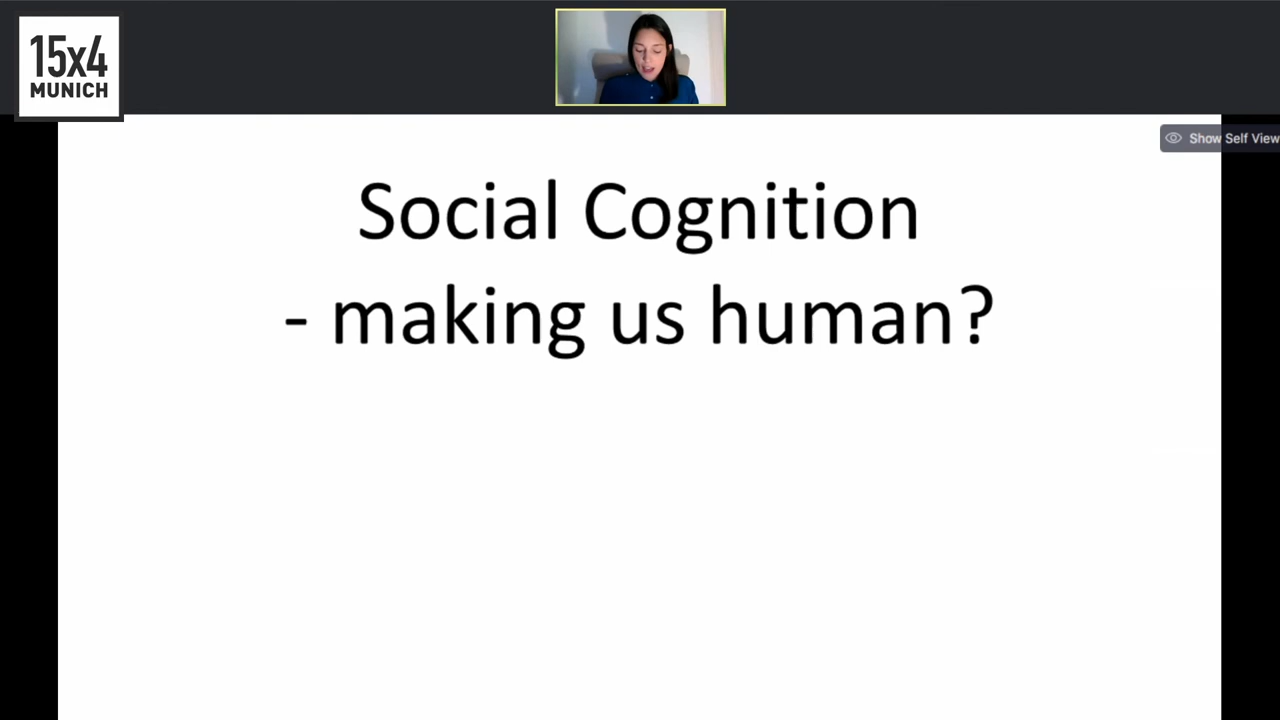 15x4
MUNICH
Show Self View
Social Cognition
- making us human?